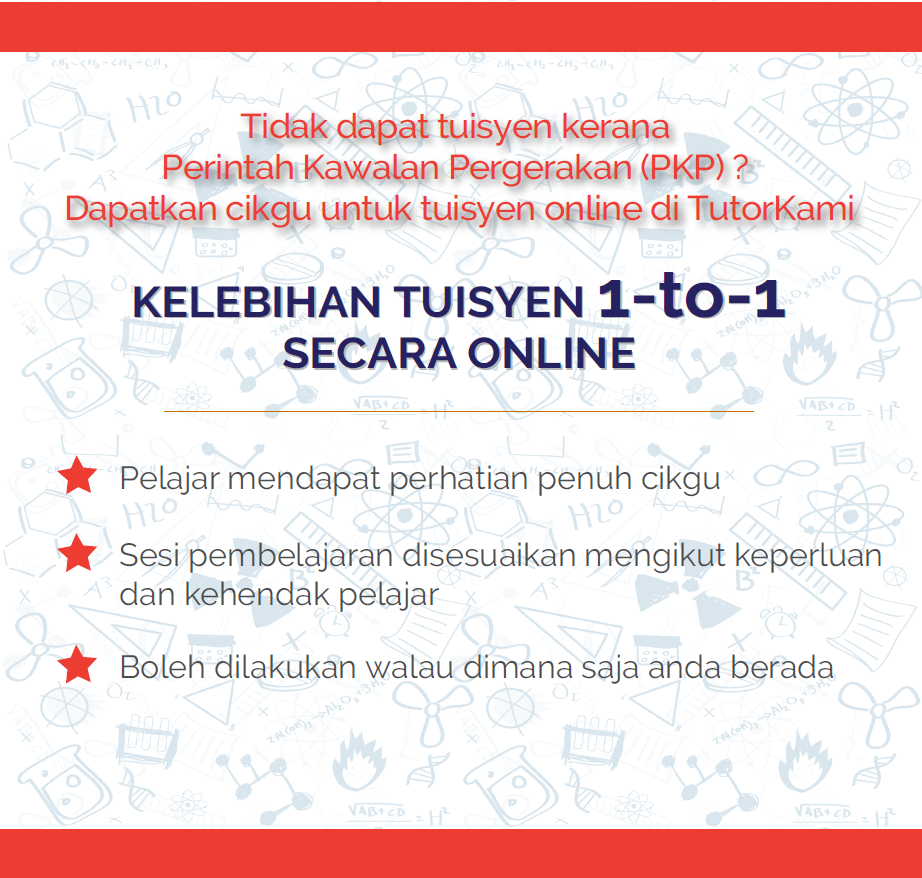 Tidak dapat tuisyen kerana
Perintah Kawalan Pergerakan (PKP) ?
Dapatkan cikgu untuk tuisyen online di TutorKami
KELEBIHAN TUISYEN 1-to-1
SECARA ONLINE
Pelajar mendapat perhatian penuh cikgu
Sesi pembelajaran disesuaikan mengikut keperluan
dan kehendak pelajar
Boleh dilakukan walau dimana saja anda berada